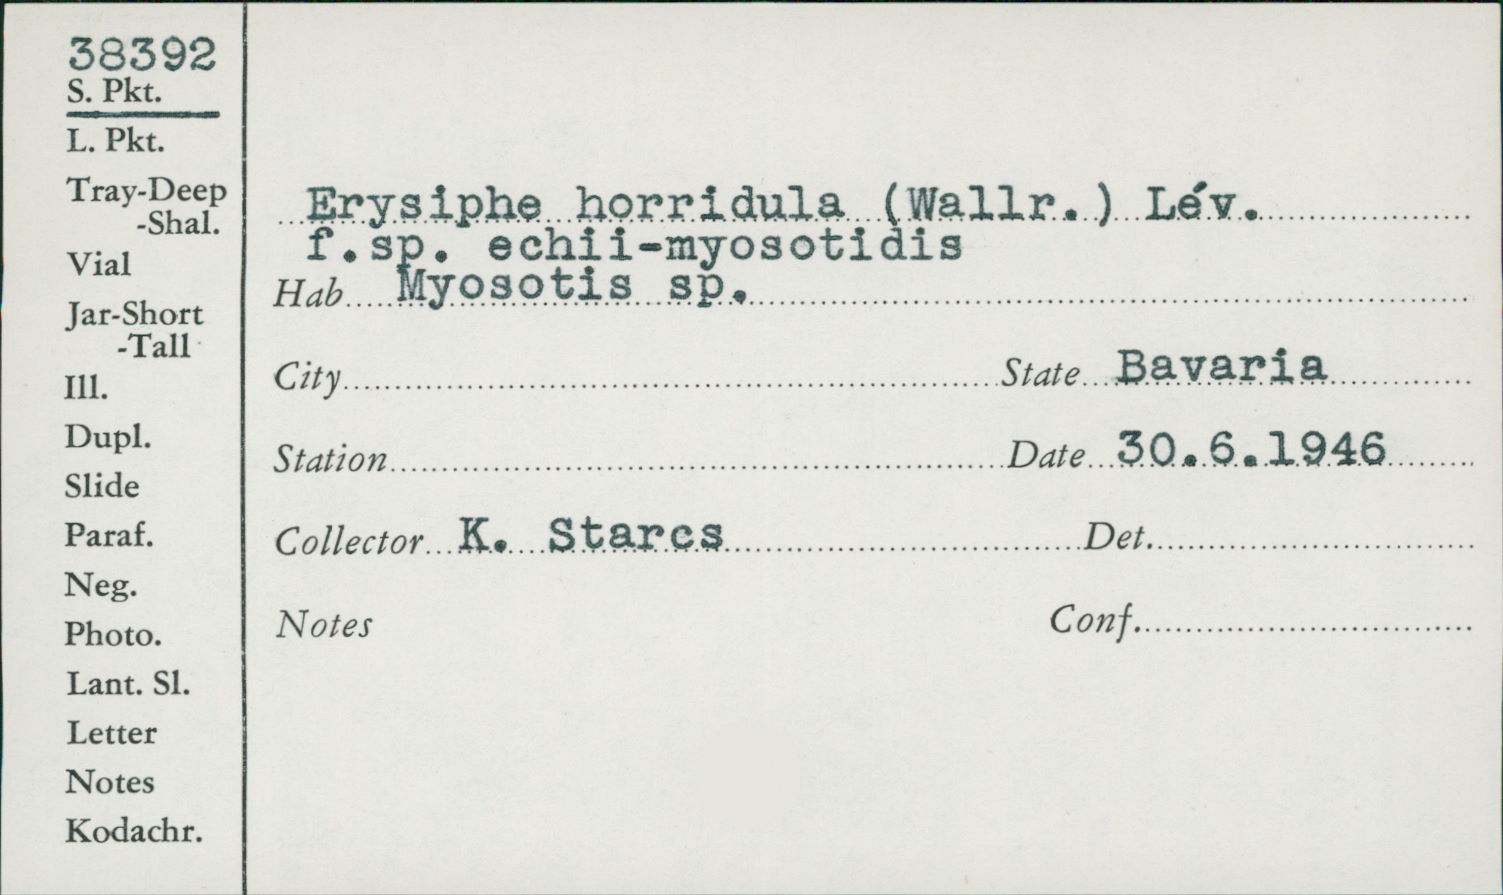 38392
S. Pkt.
L. Pkt.
Tray-Deep
-Shal.
Vial
Jar-Short
-Tall
Ill.
Dupl.
Slide
Paraf.
Neg.
Photo.
Lant. Sl.
Letter
Notes
Kodachr.
Erysiphe horridula (Wallr.) Lév.
f.sp. echii-myosotidis
Hab Myosotis sp.
City State Bavaria
Station Date 30.6.1946
Collector K. Starcs Det.
Notes Conf.